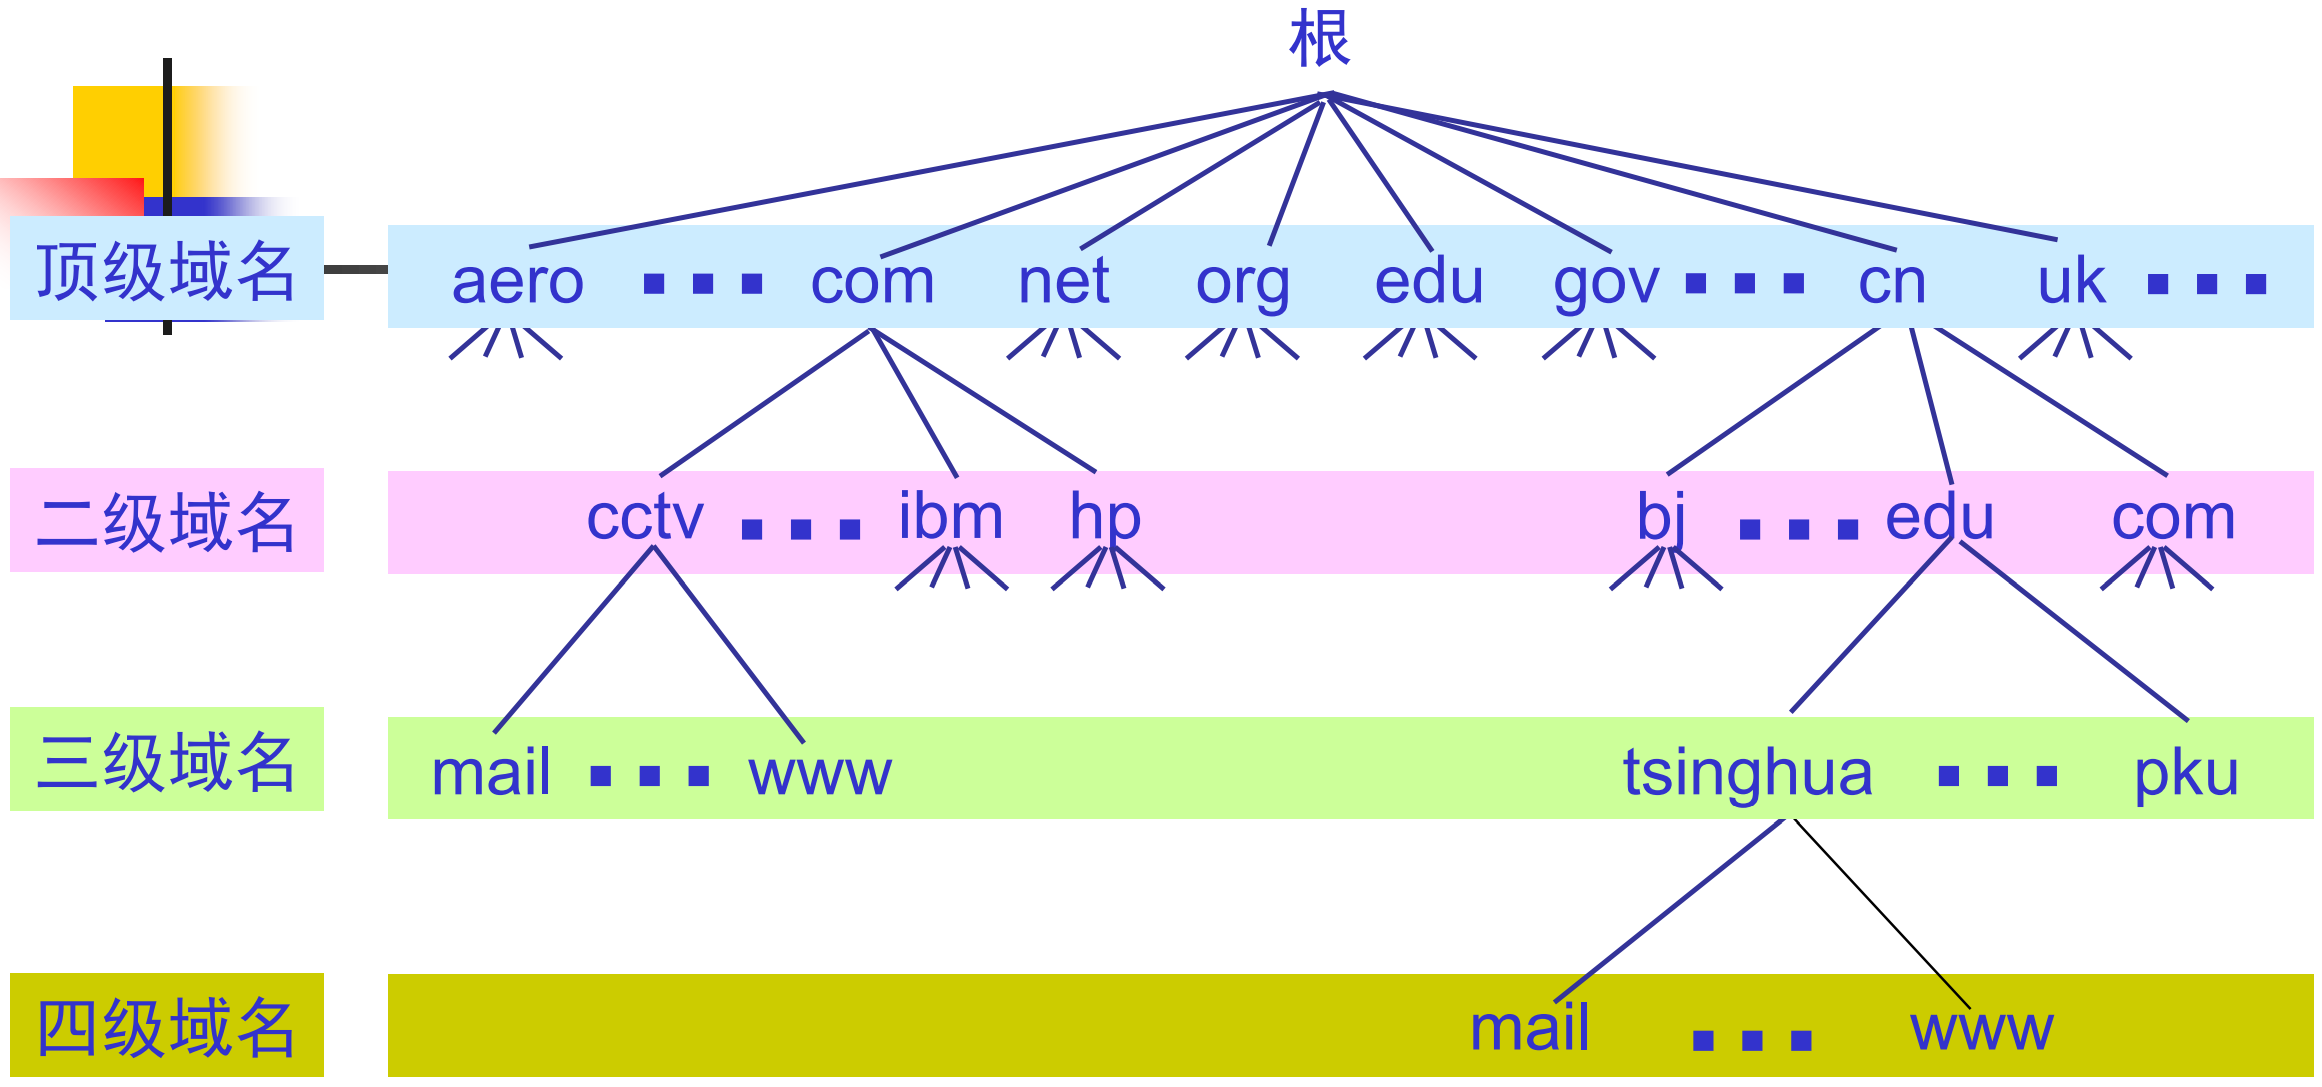 根
顶级域名 aero ... com net org edu gov ... cn uk ...
二级域名 cctv ... ibm hp bj ... edu com
三级域名 mail ... www tsinghua ... pku
四级域名 mail ... www